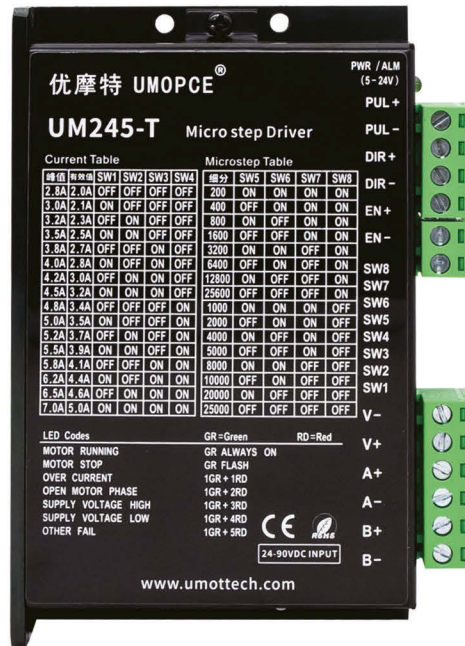 优摩特 UMOPCE®
UM245-T Micro step Driver
Current Table
峰值 有效值 SW1 SW2 SW3 SW4
2.8A 2.0A OFF OFF OFF OFF
3.0A 2.1A ON OFF OFF OFF
3.2A 2.3A OFF ON OFF OFF
3.5A 2.5A ON ON OFF OFF
3.8A 2.7A OFF OFF ON OFF
4.0A 2.8A ON OFF ON OFF
4.2A 3.0A OFF ON ON OFF
4.5A 3.2A ON ON ON OFF
4.8A 3.4A OFF OFF OFF ON
5.0A 3.5A ON OFF OFF ON
5.2A 3.7A OFF ON OFF ON
5.5A 3.9A ON ON OFF ON
5.8A 4.1A OFF OFF ON ON
6.2A 4.4A ON OFF ON ON
6.5A 4.6A OFF ON ON ON
7.0A 5.0A ON ON ON ON
Microstep Table
细分 SW5 SW6 SW7 SW8
200 ON ON ON ON
400 OFF ON ON ON
800 ON OFF ON ON
1600 OFF OFF ON ON
3200 ON ON OFF ON
6400 OFF ON OFF ON
12800 ON OFF OFF ON
25600 OFF OFF OFF ON
1000 ON ON ON OFF
2000 OFF ON ON OFF
4000 ON OFF ON OFF
5000 OFF OFF ON OFF
8000 ON ON OFF OFF
10000 OFF ON OFF OFF
20000 ON OFF OFF OFF
25000 OFF OFF OFF OFF
LED Codes GR=Green RD=Red
MOTOR RUNNING GR ALWAYS ON
MOTOR STOP GR FLASH
OVER CURRENT 1GR+1RD
OPEN MOTOR PHASE 1GR+2RD
SUPPLY VOLTAGE HIGH 1GR+3RD
SUPPLY VOLTAGE LOW 1GR+4RD
OTHER FAIL 1GR+5RD
CE RoHS
24-90VDC INPUT
www.umottech.com
PWR / ALM
(5-24V)
PUL+
PUL-
DIR+
DIR-
EN+
EN-
SW8
SW7
SW6
SW5
SW4
SW3
SW2
SW1
V-
V+
A+
A-
B+
B-